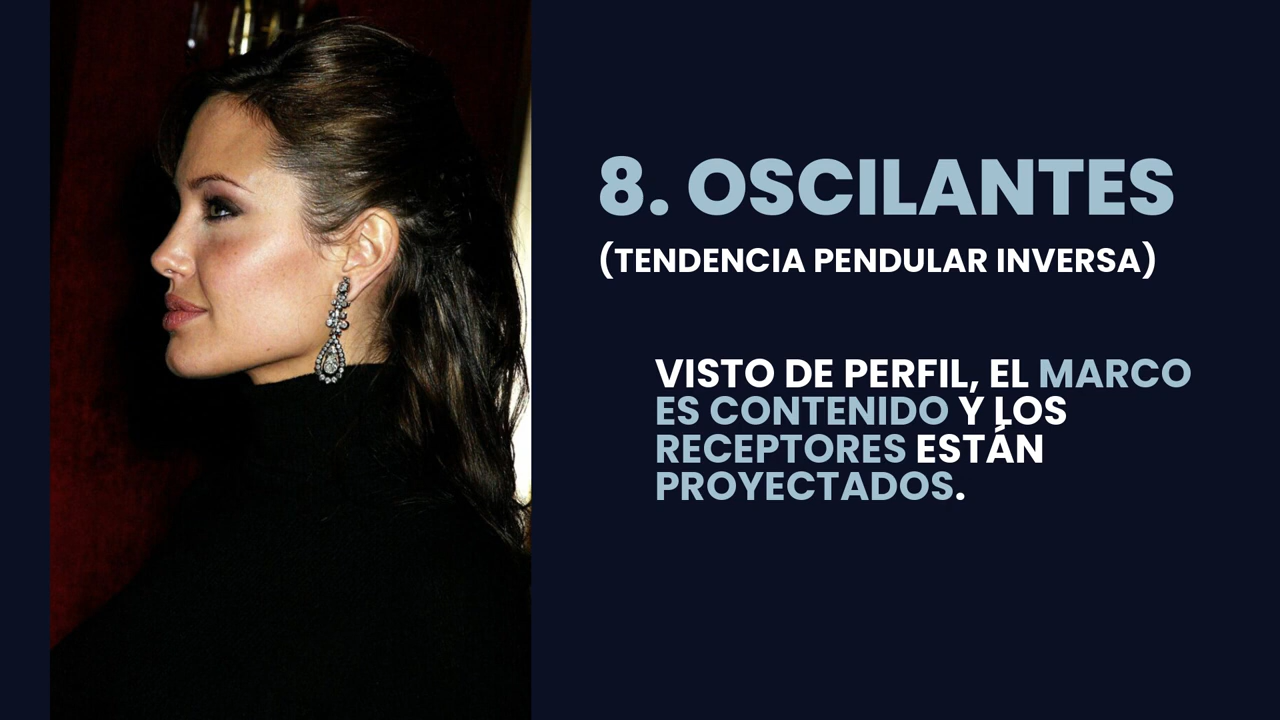 8. OSCILANTES
(TENDENCIA PENDULAR INVERSA)
VISTO DE PERFIL, EL MARCO
ES CONTENIDO Y LOS
RECEPTORES ESTÁN
PROYECTADOS.